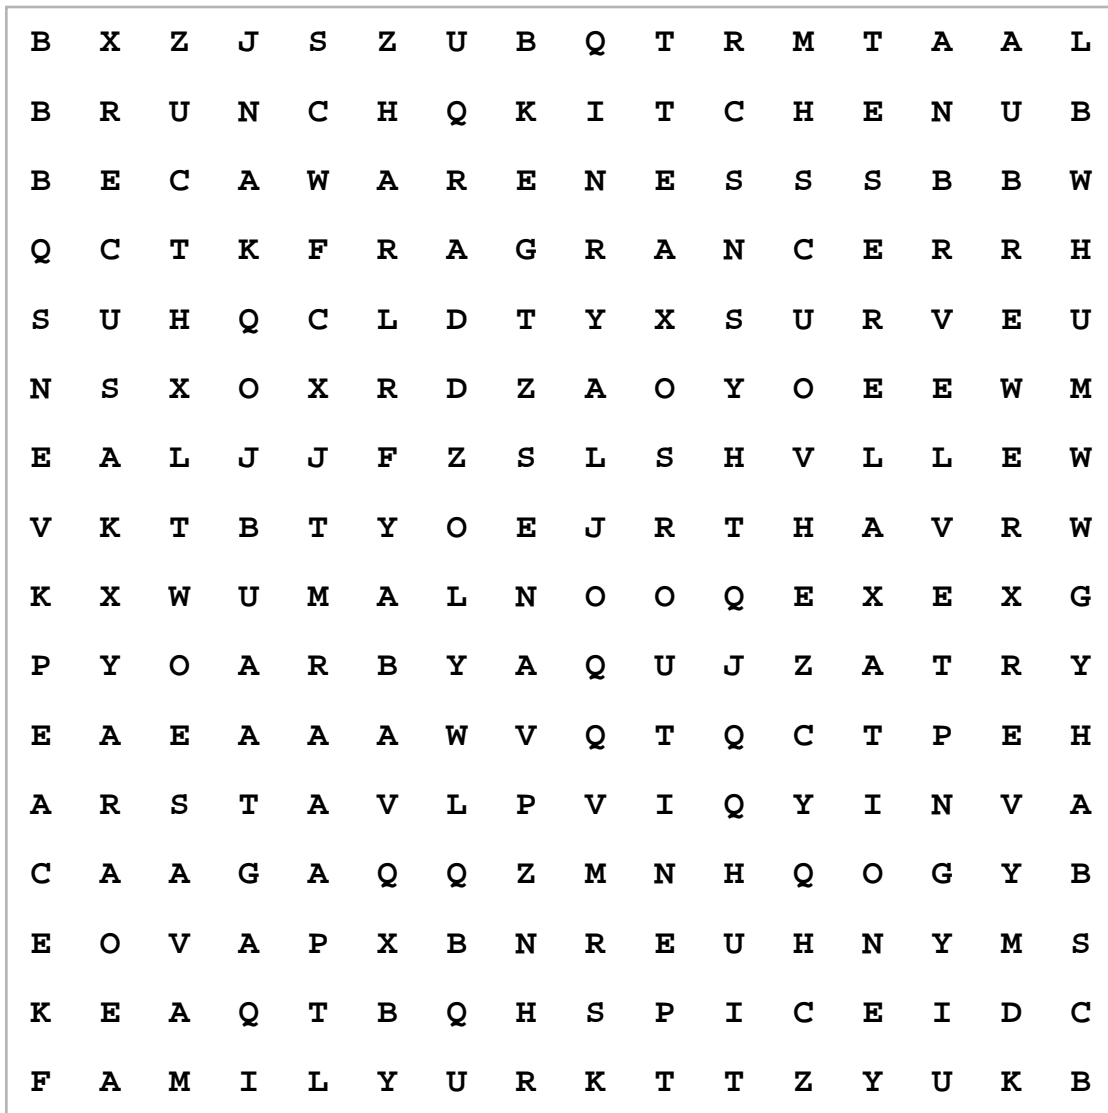 B X Z J S Z U B Q T R M T A A L
B R U N C H Q K I T C H E N U B
B E C A W A R E N E S S S B B W
Q C T K F R A G R A N C E R R H
S U H Q C L D T Y X S U R V E U
N S X O X R D Z A O Y O E E W M
E A L J J F Z S L S H V L L E W
V K T B T Y O E J R T H A V R W
K X W U M A L N O O Q E X E X G
P Y O A R B Y A Q U J Z A T R Y
E A E A A A W V Q T Q C T P E H
A R S T A V L P V I Q Y I N V A
C A A G A Q Q Z M N H Q O G Y B
E O V A P X B N R E U H N Y M S
K E A Q T B Q H S P I C E I D C
F A M I L Y U R K T T Z Y U K B